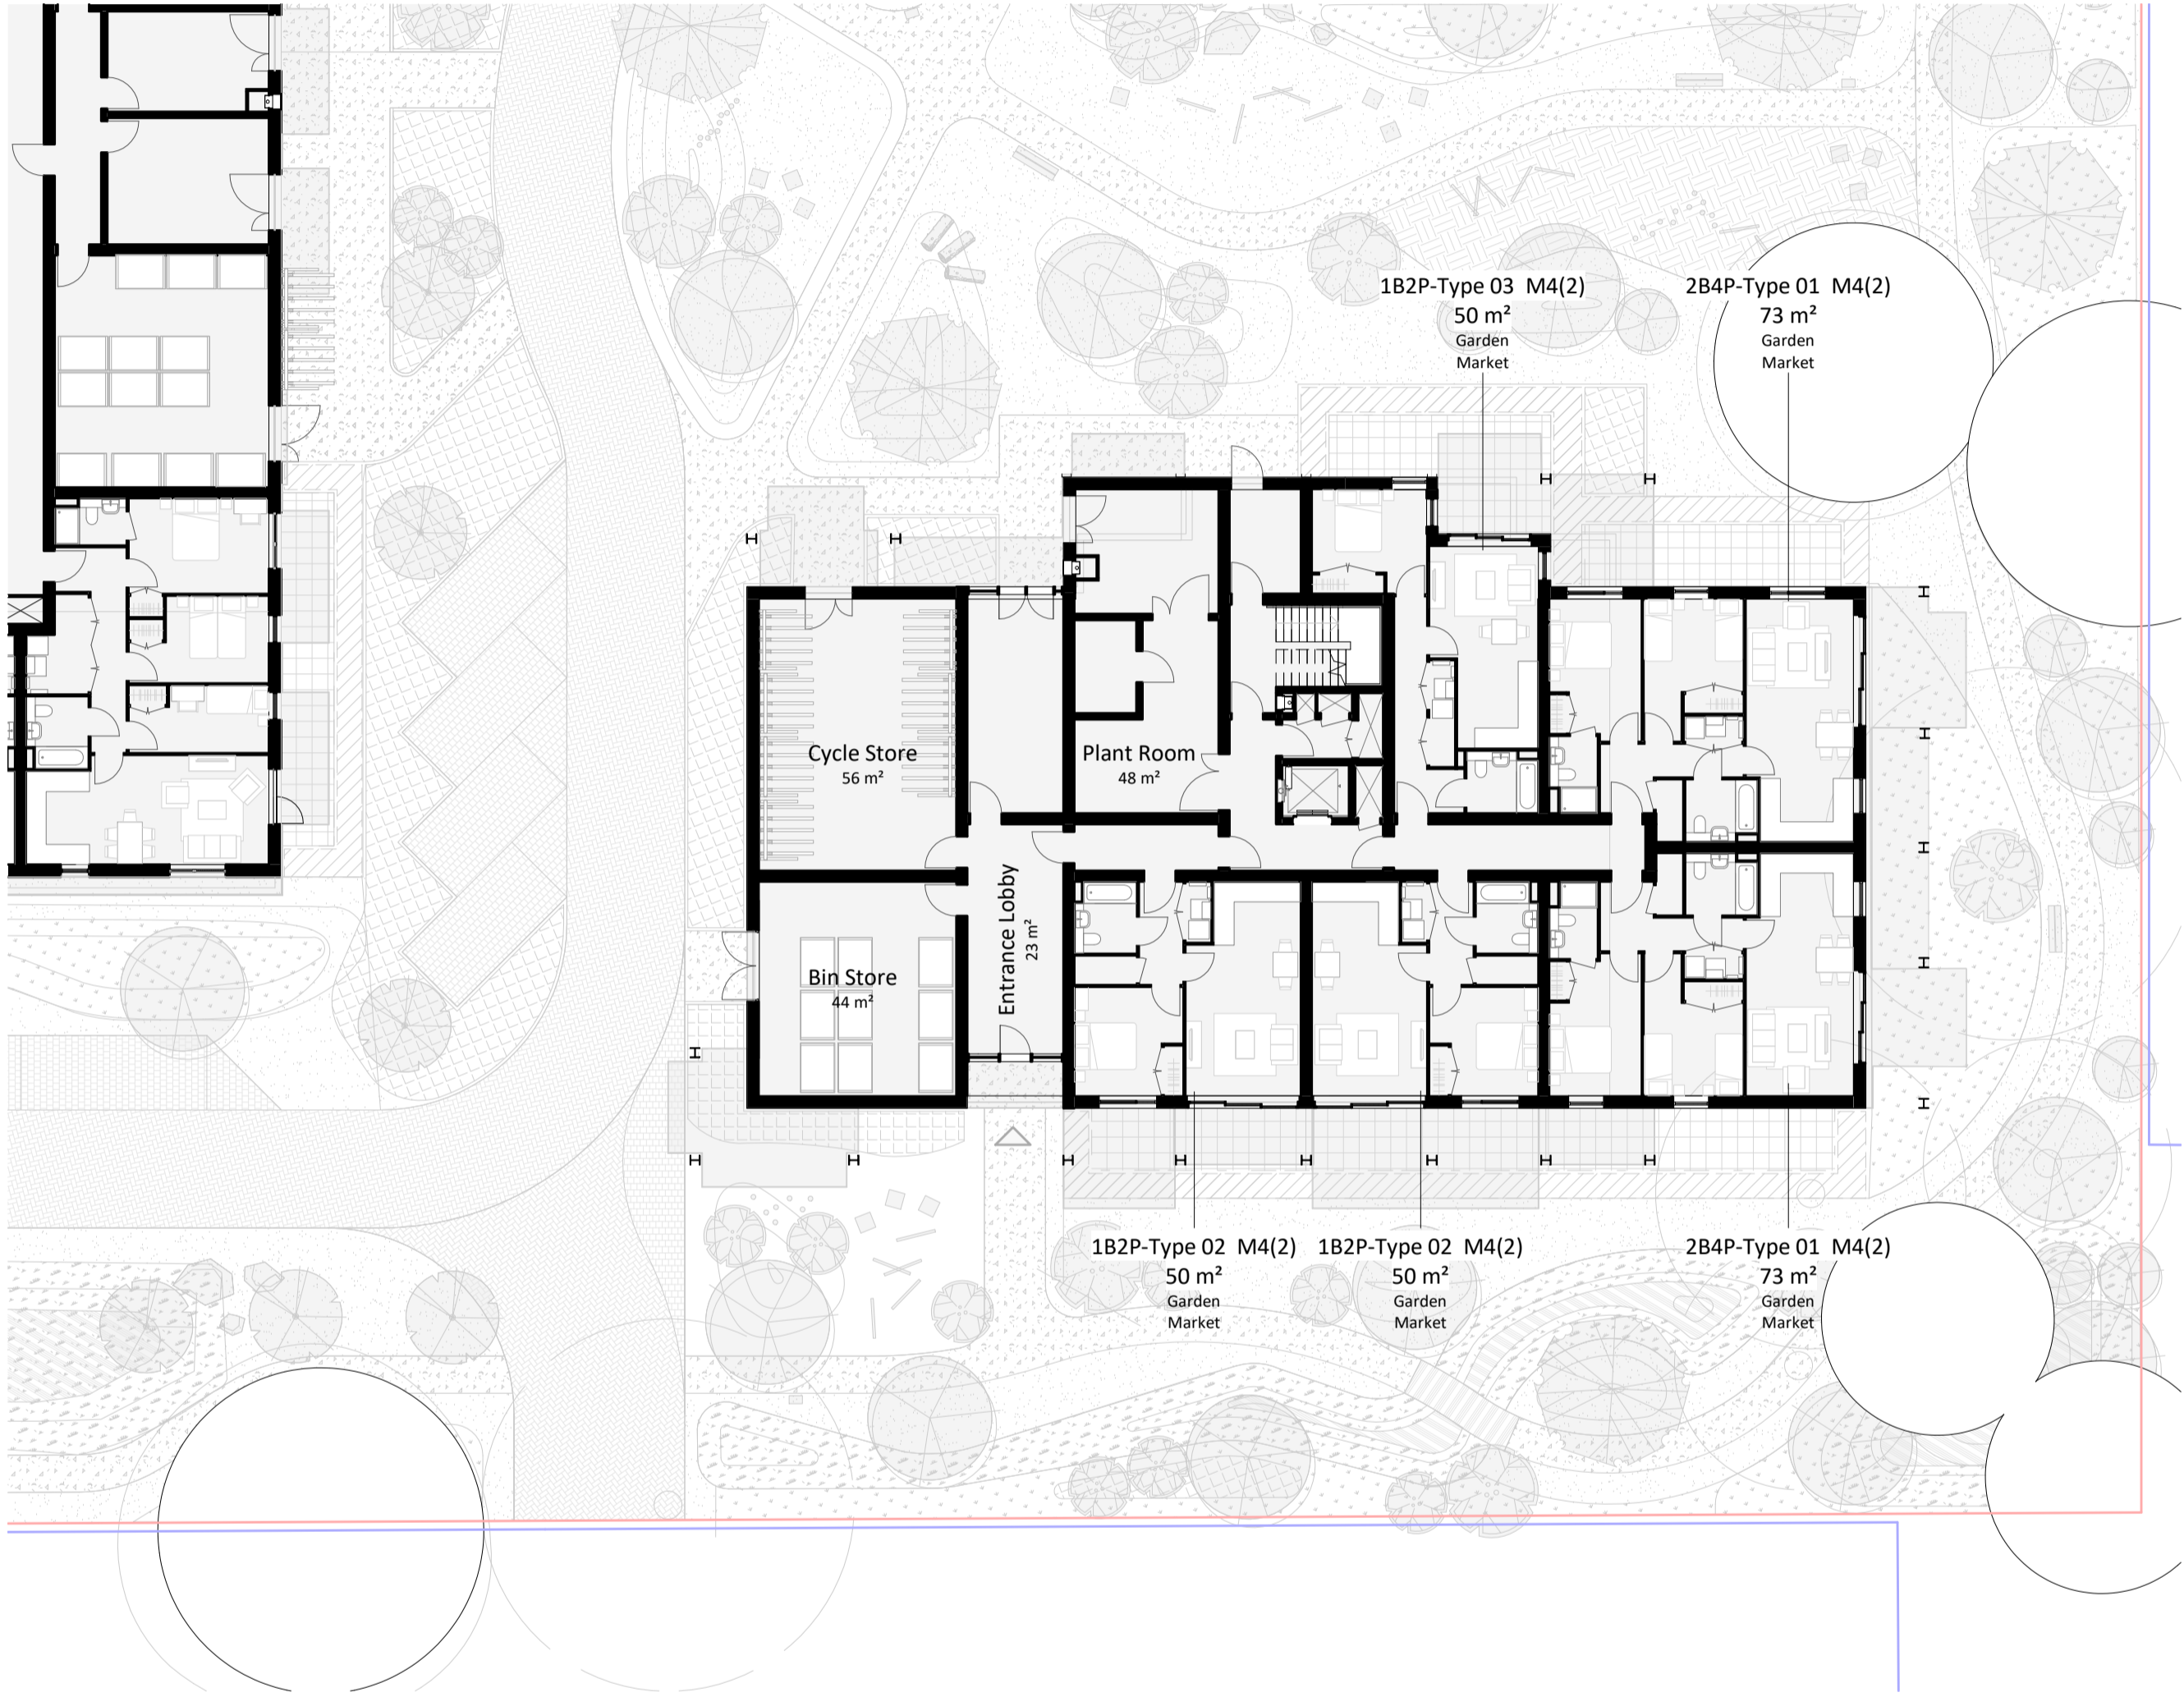 1B2P-Type 03 M4(2)
50 m²
Garden
Market
2B4P-Type 01 M4(2)
73 m²
Garden
Market
Cycle Store
56 m²
Plant Room
48 m²
Bin Store
44 m²
Entrance Lobby
23 m²
1B2P-Type 02 M4(2)
50 m²
Garden
Market
1B2P-Type 02 M4(2)
50 m²
Garden
Market
2B4P-Type 01 M4(2)
73 m²
Garden
Market